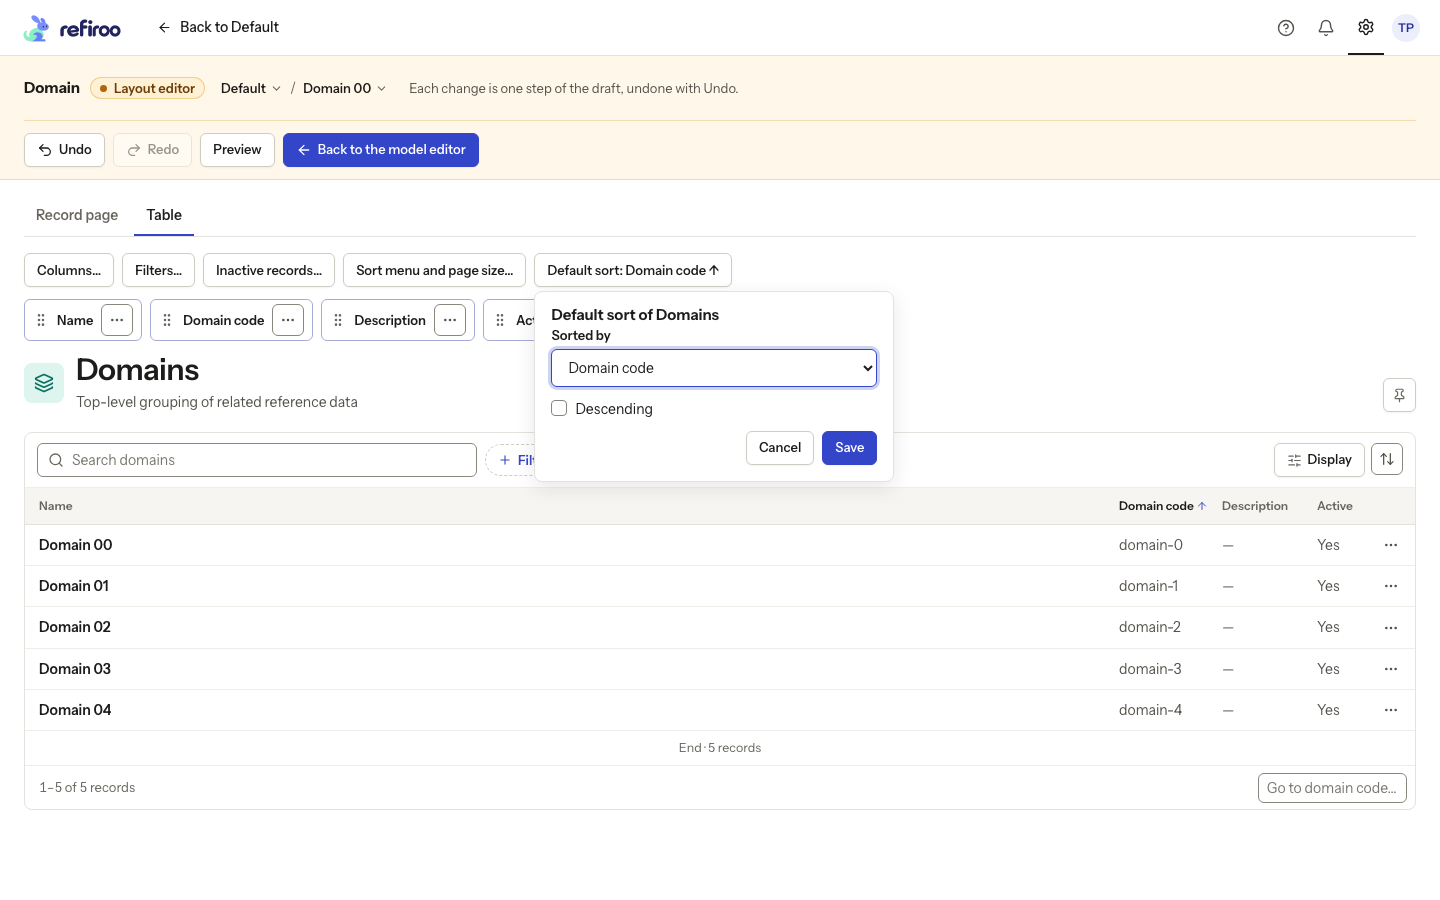 refiroo
Back to Default
TP
Domain
Layout editor
Default / Domain 00
Each change is one step of the draft, undone with Undo.
Undo
Redo
Preview
Back to the model editor
Record page
Table
Columns...
Filters...
Inactive records...
Sort menu and page size...
Default sort: Domain code ↑
Name
Domain code
Description
Default sort of Domains
Sorted by
Domain code
Descending
Cancel
Save
Domains
Top-level grouping of related reference data
Search domains
Display
Name
Domain code ↑
Description
Active
Domain 00
domain-0
—
Yes
Domain 01
domain-1
—
Yes
Domain 02
domain-2
—
Yes
Domain 03
domain-3
—
Yes
Domain 04
domain-4
—
Yes
End · 5 records
1–5 of 5 records
Go to domain code...